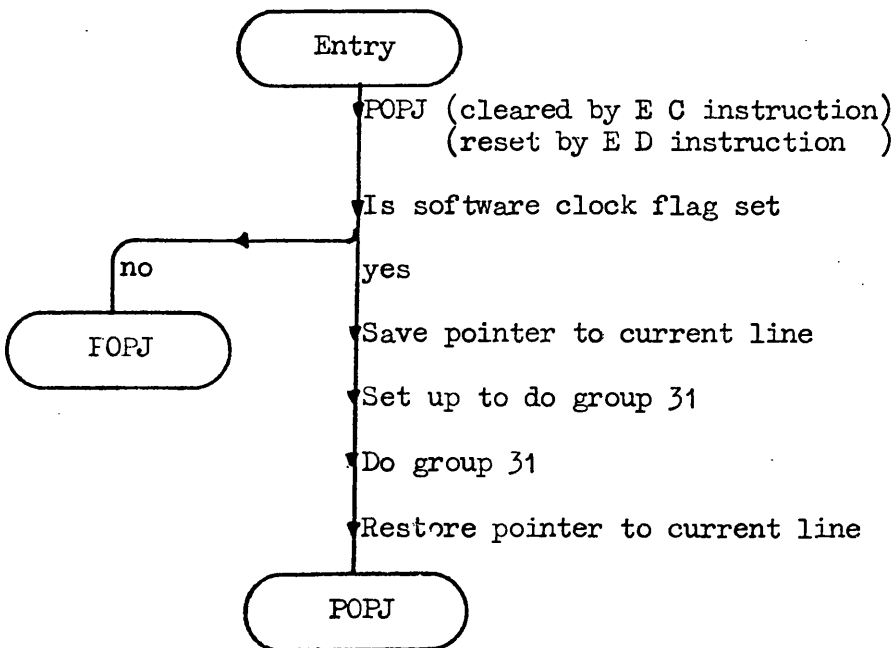 Entry
POPJ (cleared by E C instruction)
(reset by E D instruction )
Is software clock flag set
no
yes
Save pointer to current line
FOPJ
Set up to do group 31
Do group 31
Restore pointer to current line
POPJ